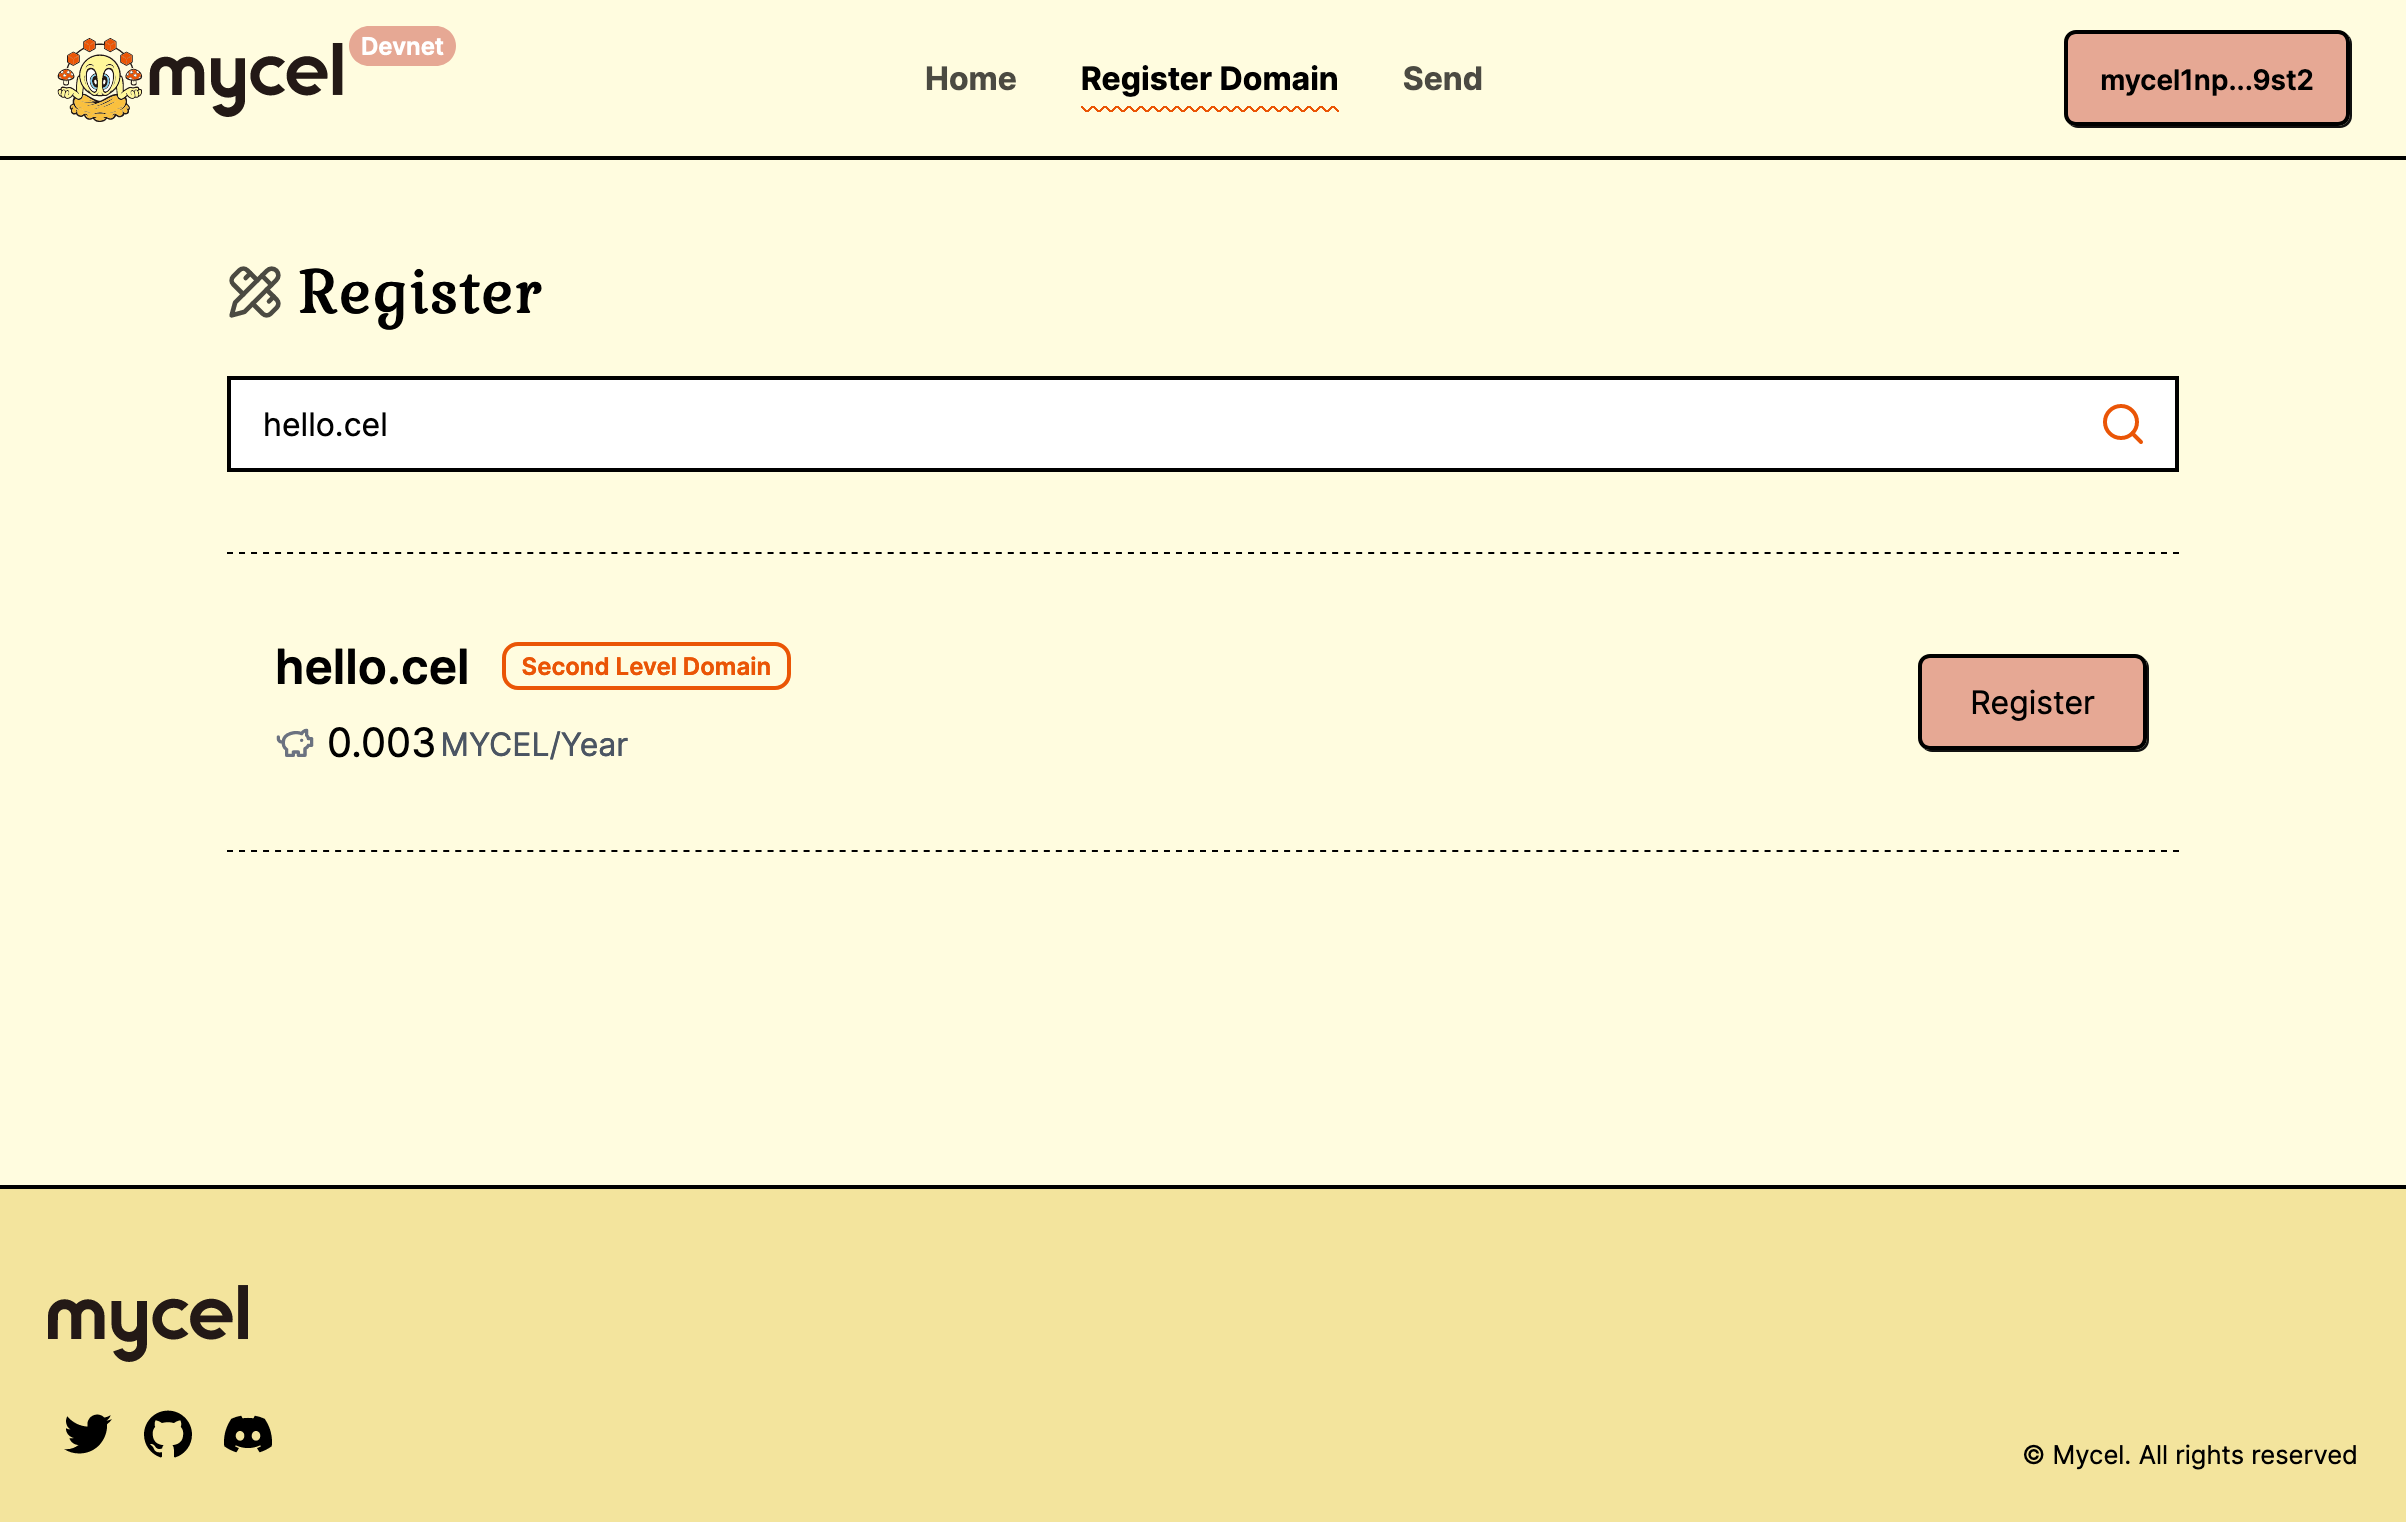 mycel Devnet
Home Register Domain Send
mycel1np...9st2
Register
hello.cel
hello.cel Second Level Domain
0.003 MYCEL/Year
Register
mycel
© Mycel. All rights reserved